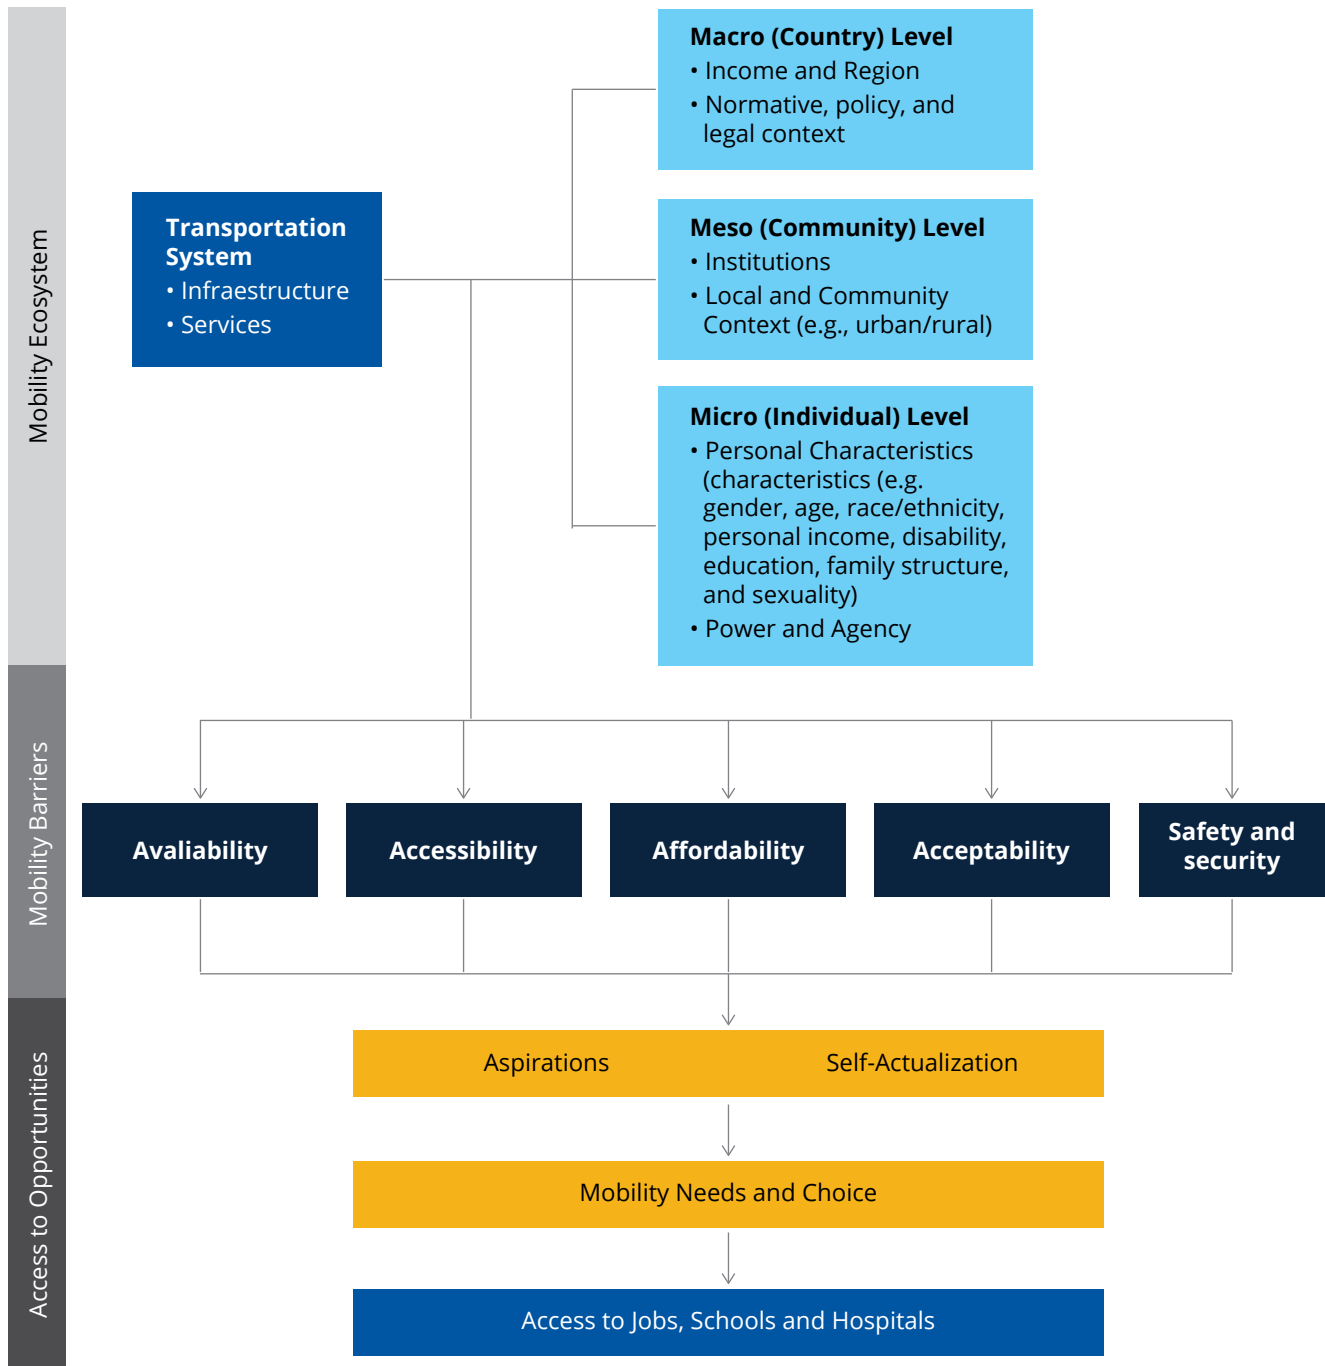 Mobility Ecosystem
Transportation
System
• Infraestructure
• Services
Macro (Country) Level
• Income and Region
• Normative, policy, and
legal context
Meso (Community) Level
• Institutions
• Local and Community
Context (e.g., urban/rural)
Micro (Individual) Level
• Personal Characteristics
(characteristics (e.g.
gender, age, race/ethnicity,
personal income, disability,
education, family structure,
and sexuality)
• Power and Agency
Mobility Barriers
Avaliability
Accessibility
Affordability
Acceptability
Safety and
security
Access to Opportunities
Aspirations
Self-Actualization
Mobility Needs and Choice
Access to Jobs, Schools and Hospitals